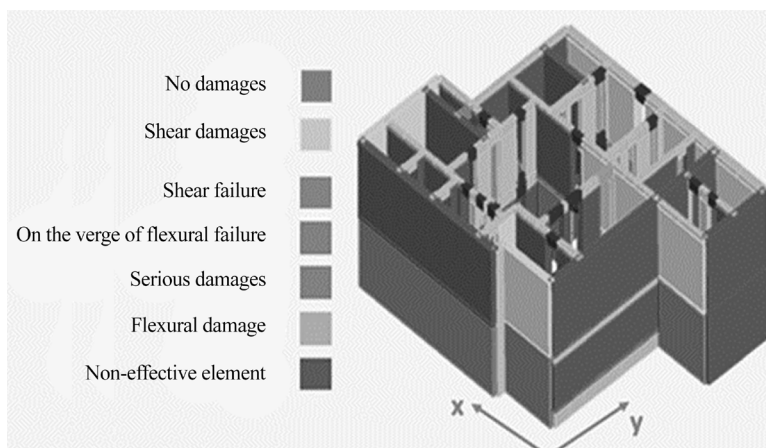 No damages
Shear damages
Shear failure
On the verge of flexural failure
Serious damages
Flexural damage
Non-effective element
x
y